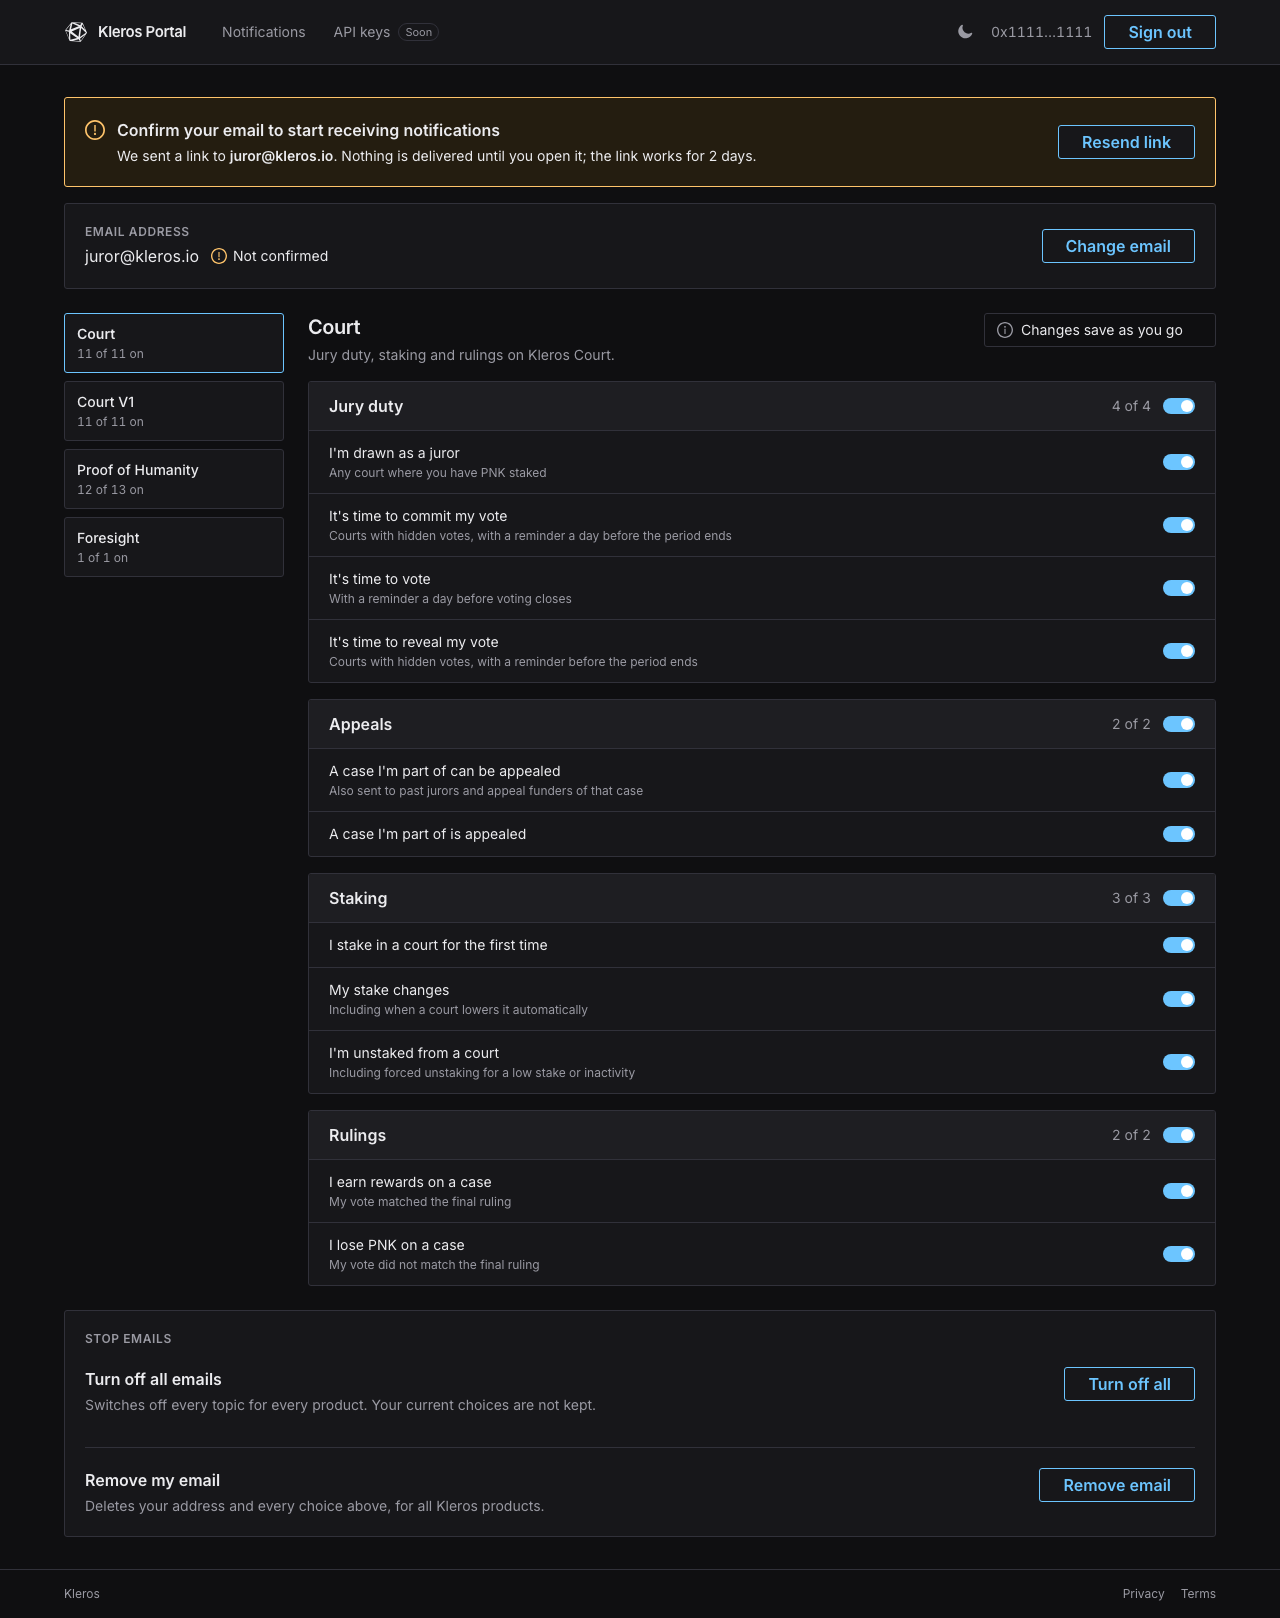 Kleros Portal
Notifications
API keys
Soon
0x1111...1111
Sign out
Confirm your email to start receiving notifications
We sent a link to juror@kleros.io. Nothing is delivered until you open it; the link works for 2 days.
Resend link
EMAIL ADDRESS
juror@kleros.io
Not confirmed
Change email
Court
11 of 11 on
Court V1
11 of 11 on
Proof of Humanity
12 of 13 on
Foresight
1 of 1 on
Court
Jury duty, staking and rulings on Kleros Court.
Changes save as you go
Jury duty
4 of 4
I'm drawn as a juror
Any court where you have PNK staked
It's time to commit my vote
Courts with hidden votes, with a reminder a day before the period ends
It's time to vote
With a reminder a day before voting closes
It's time to reveal my vote
Courts with hidden votes, with a reminder before the period ends
Appeals
2 of 2
A case I'm part of can be appealed
Also sent to past jurors and appeal funders of that case
A case I'm part of is appealed
Staking
3 of 3
I stake in a court for the first time
My stake changes
Including when a court lowers it automatically
I'm unstaked from a court
Including forced unstaking for a low stake or inactivity
Rulings
2 of 2
I earn rewards on a case
My vote matched the final ruling
I lose PNK on a case
My vote did not match the final ruling
STOP EMAILS
Turn off all emails
Switches off every topic for every product. Your current choices are not kept.
Turn off all
Remove my email
Deletes your address and every choice above, for all Kleros products.
Remove email
Kleros
Privacy
Terms